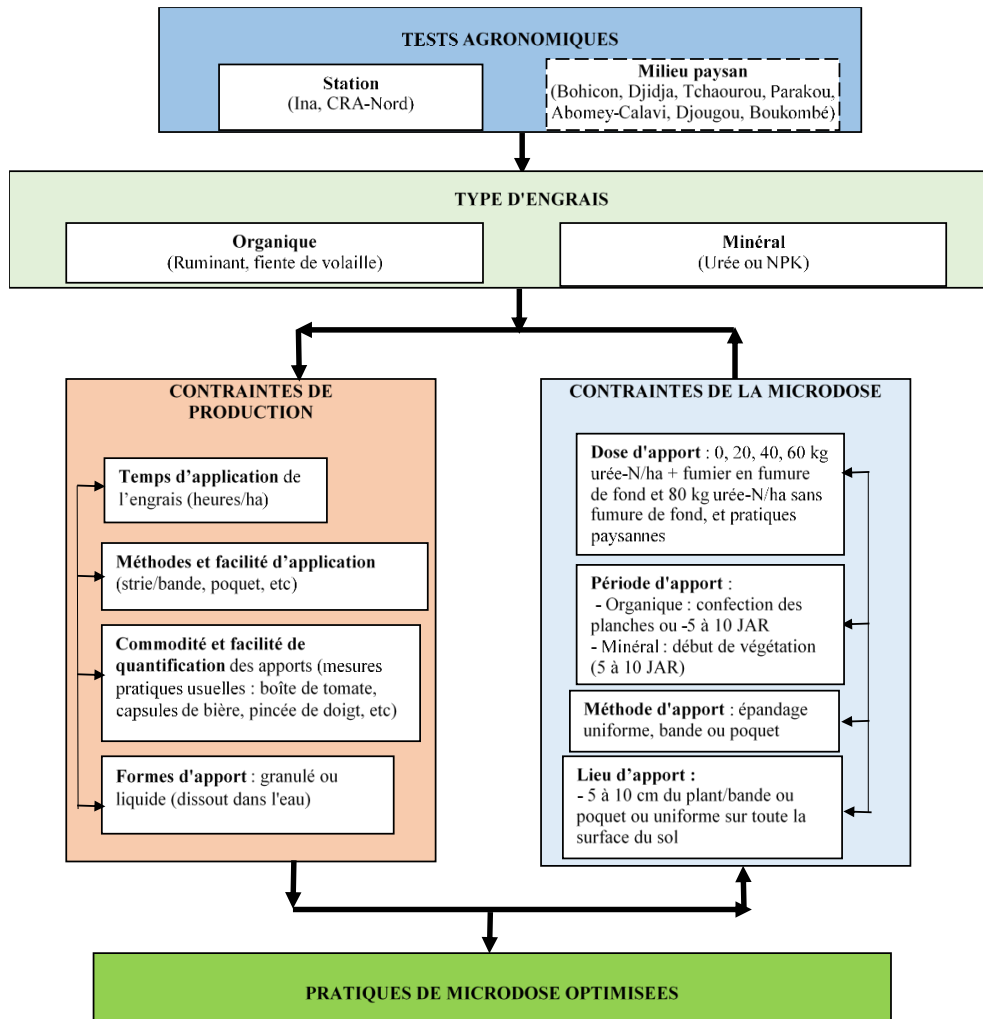 TESTS AGRONOMIQUES
Station
(Ina, CRA-Nord)
Milieu paysan
(Bohicon, Djidja, Tchaourou, Parakou,
Abomey-Calavi, Djougou, Boukombé)
TYPE D'ENGRAIS
Organique
(Ruminant, fiente de volaille)
Minéral
(Urée ou NPK)
CONTRAINTES DE
PRODUCTION
Temps d’application de
l’engrais (heures/ha)
Méthodes et facilité d’application
(strie/bande, poquet, etc)
Commodité et facilité de
quantification des apports (mesures
pratiques usuelles : boîte de tomate,
capsules de bière, pincée de doigt, etc)
Formes d'apport : granulé ou
liquide (dissout dans l'eau)
CONTRAINTES DE LA MICRODOSE
Dose d'apport : 0, 20, 40, 60 kg
urée-N/ha + fumier en fumure
de fond et 80 kg urée-N/ha sans
fumure de fond, et pratiques
paysannes
Période d'apport :
- Organique : confection des
planches ou -5 à 10 JAR
– Minéral : début de végétation
(5 à 10 JAR)
Méthode d'apport : épandage
uniforme, bande ou poquet
Lieu d’apport :
- 5 à 10 cm du plant/bande ou
poquet ou uniforme sur toute la
surface du sol
PRATIQUES DE MICRODOSE OPTIMISEES